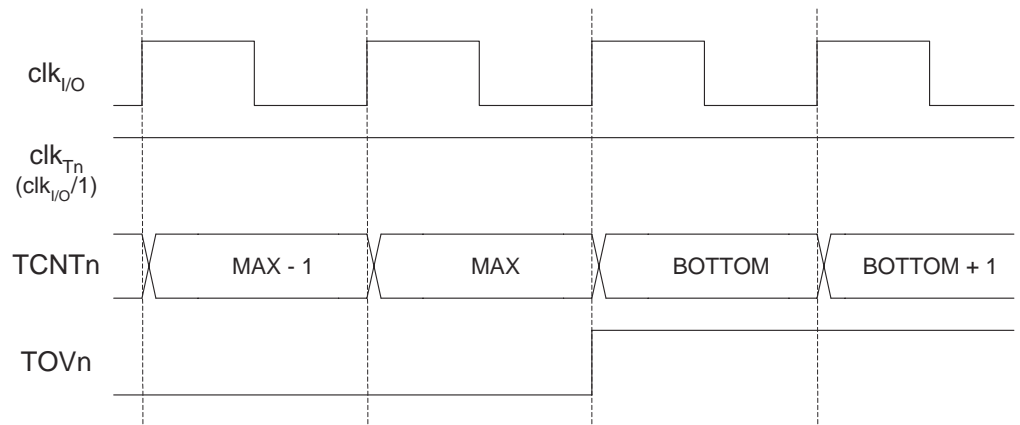 clkI/O
clkTn
(clkI/O/1)
TCNTn MAX - 1 MAX BOTTOM BOTTOM + 1
TOVn